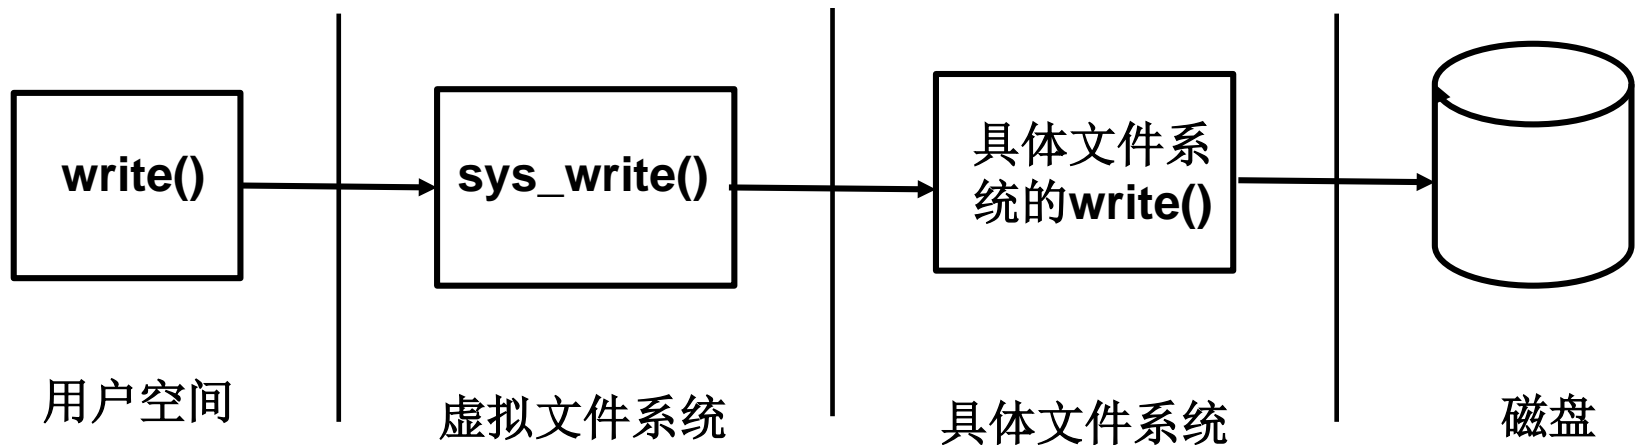 write()
sys_write()
具体文件系
统的write()
用户空间
虚拟文件系统
具体文件系统
磁盘